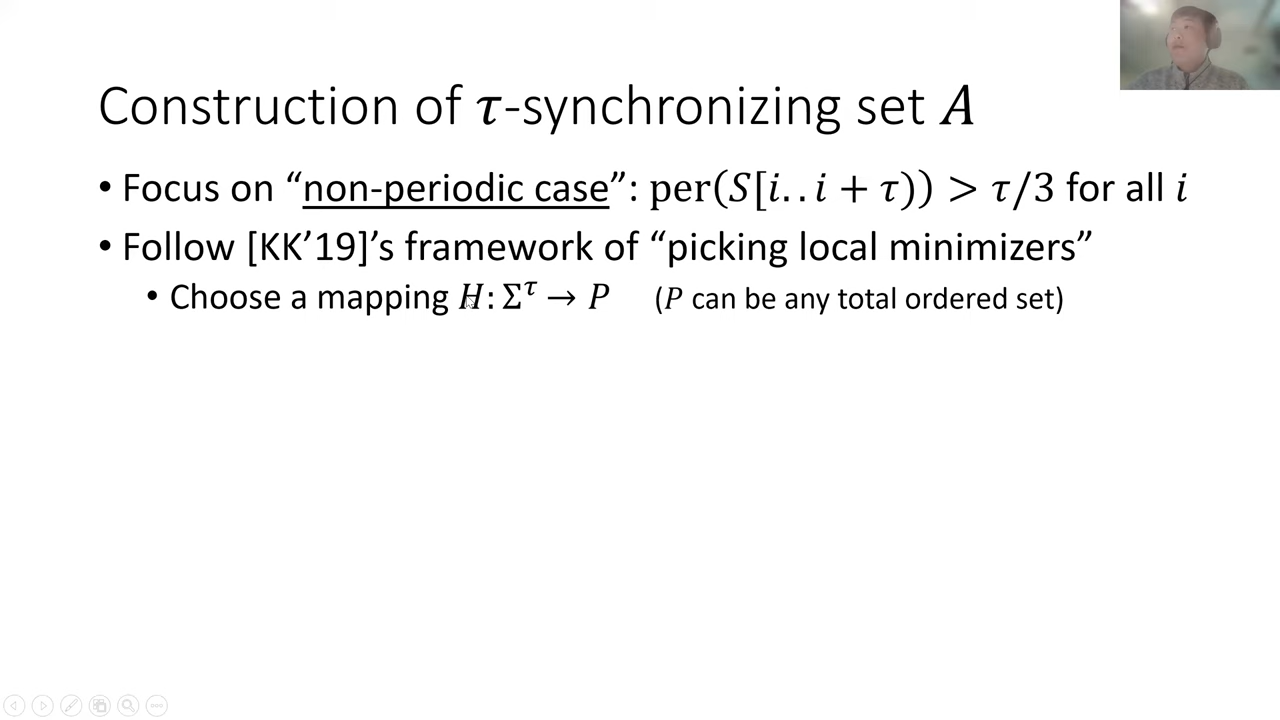 Construction of τ-synchronizing set A
• Focus on “non-periodic case”: per(S[i..i + τ)) > τ/3 for all i
• Follow [KK’19]’s framework of “picking local minimizers”
• Choose a mapping H: Σ^τ → P (P can be any total ordered set)